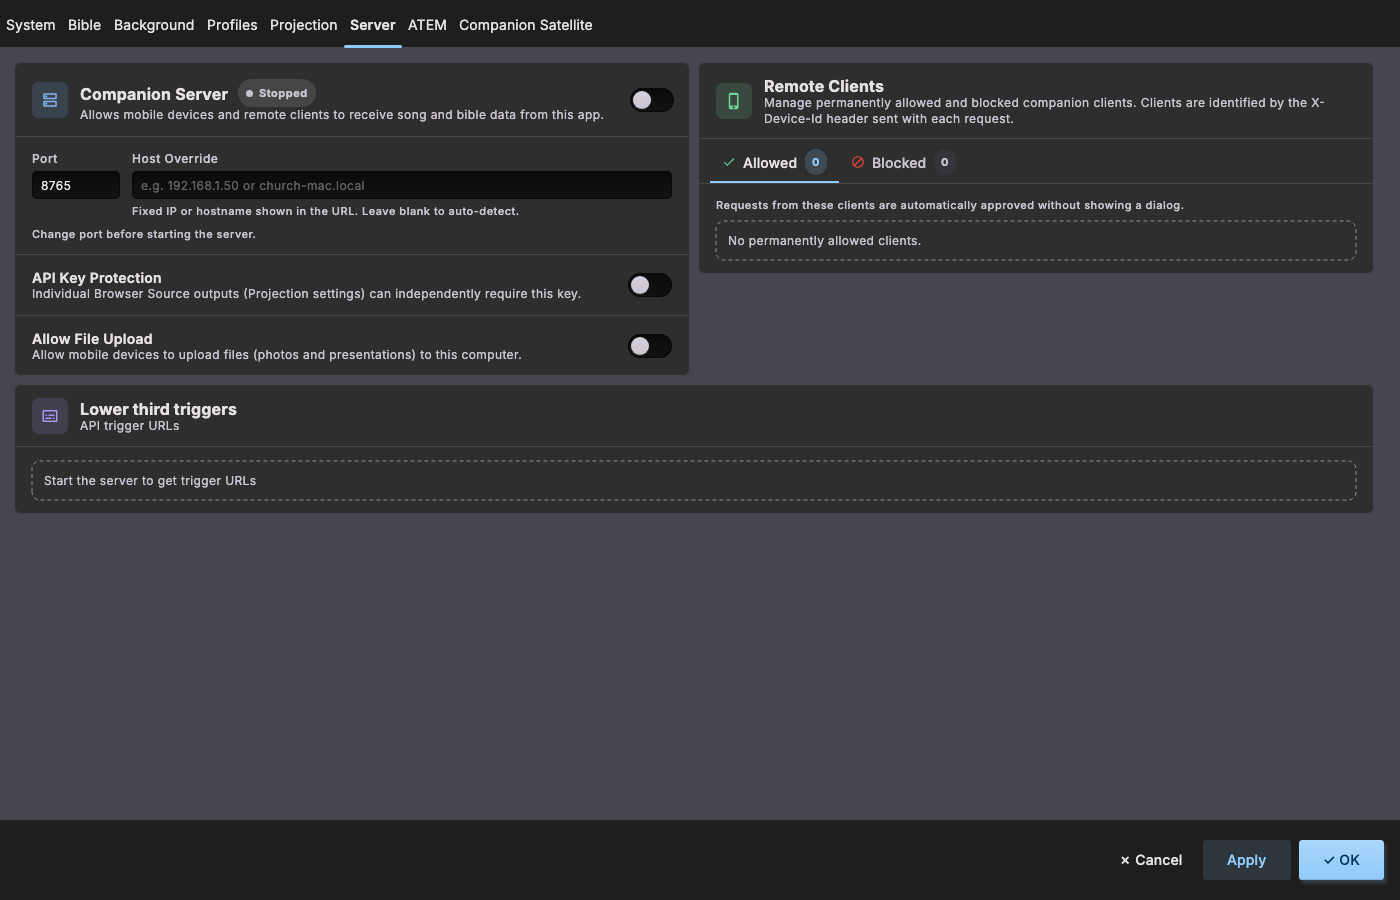 System Bible Background Profiles Projection Server ATEM Companion Satellite
Companion Server
Stopped
Allows mobile devices and remote clients to receive song and bible data from this app.
Port
Host Override
8765
e.g. 192.168.1.50 or church-mac.local
Fixed IP or hostname shown in the URL. Leave blank to auto-detect.
Change port before starting the server.
API Key Protection
Individual Browser Source outputs (Projection settings) can independently require this key.
Allow File Upload
Allow mobile devices to upload files (photos and presentations) to this computer.
Remote Clients
Manage permanently allowed and blocked companion clients. Clients are identified by the X-
Device-Id header sent with each request.
Allowed 0 Blocked 0
Requests from these clients are automatically approved without showing a dialog.
No permanently allowed clients.
Lower third triggers
API trigger URLs
Start the server to get trigger URLs
Cancel Apply OK